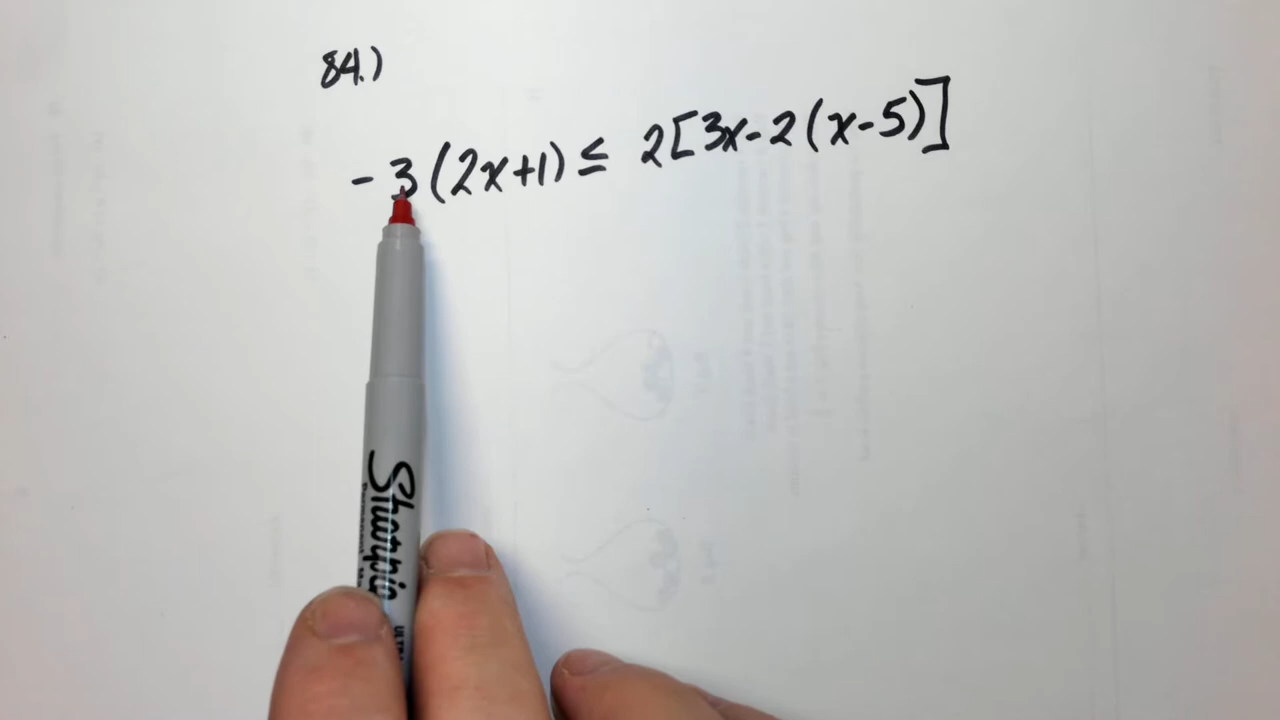 84.)
-3(2x+1) ≤ 2[3x-2(x-5)]
Sharpie